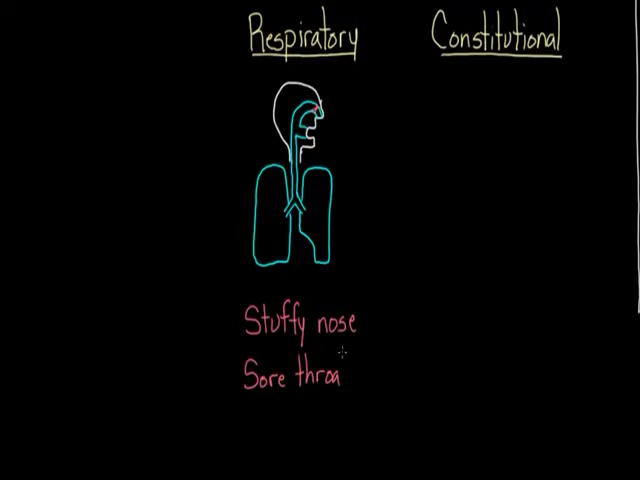 Respiratory
Constitutional
Stuffy nose
Sore throa